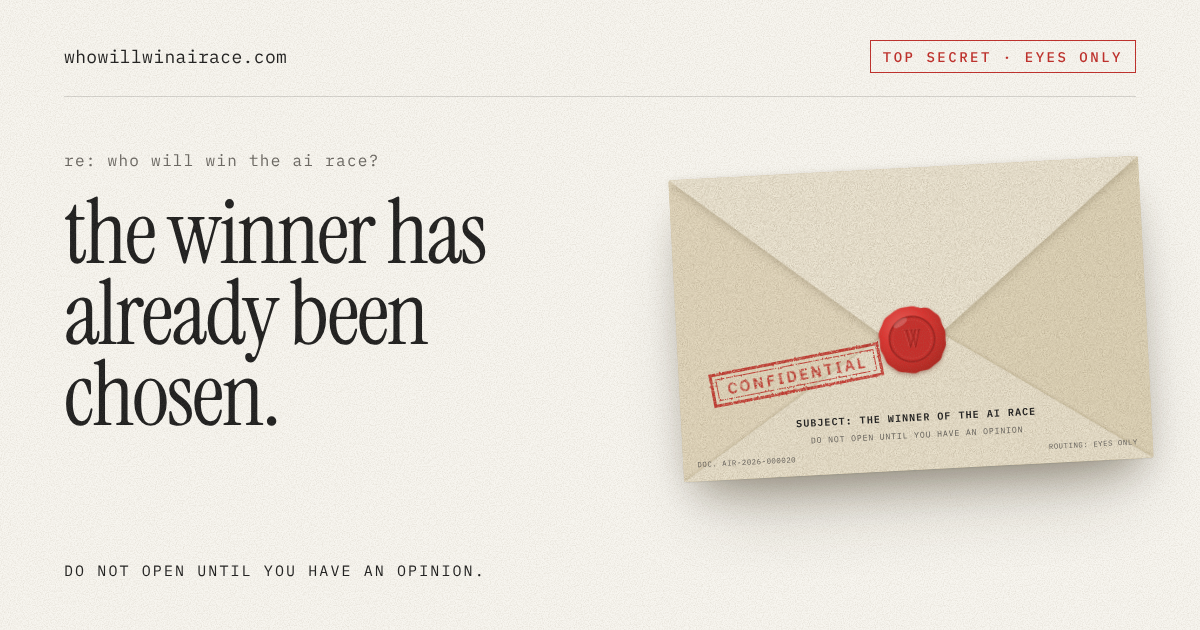 whowillwinairace.com
TOP SECRET · EYES ONLY
re: who will win the ai race?
the winner has
already been
chosen.
W
CONFIDENTIAL
SUBJECT: THE WINNER OF THE AI RACE
DO NOT OPEN UNTIL YOU HAVE AN OPINION
DOC. AIR-2026-000020
ROUTING: EYES ONLY
DO NOT OPEN UNTIL YOU HAVE AN OPINION.